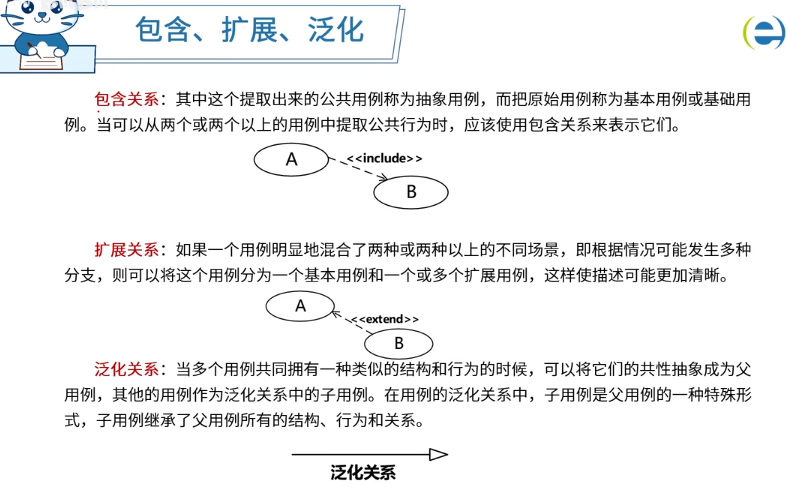 包含、扩展、泛化
包含关系：其中这个提取出来的公共用例称为抽象用例，而把原始用例称为基本用例或基础用
例。当可以从两个或两个以上的用例中提取公共行为时，应该使用包含关系来表示它们。
A
<<include>>
B
扩展关系：如果一个用例明显地混合了两种或两种以上的不同场景，即根据情况可能发生多种
分支，则可以将这个用例分为一个基本用例和一个或多个扩展用例，这样使描述可能更加清晰。
A
<<extend>>
B
泛化关系：当多个用例共同拥有一种类似的结构和行为的时候，可以将它们的共性抽象成为父
用例，其他的用例作为泛化关系中的子用例。在用例的泛化关系中，子用例是父用例的一种特殊形
式，子用例继承了父用例所有的结构、行为和关系。
泛化关系